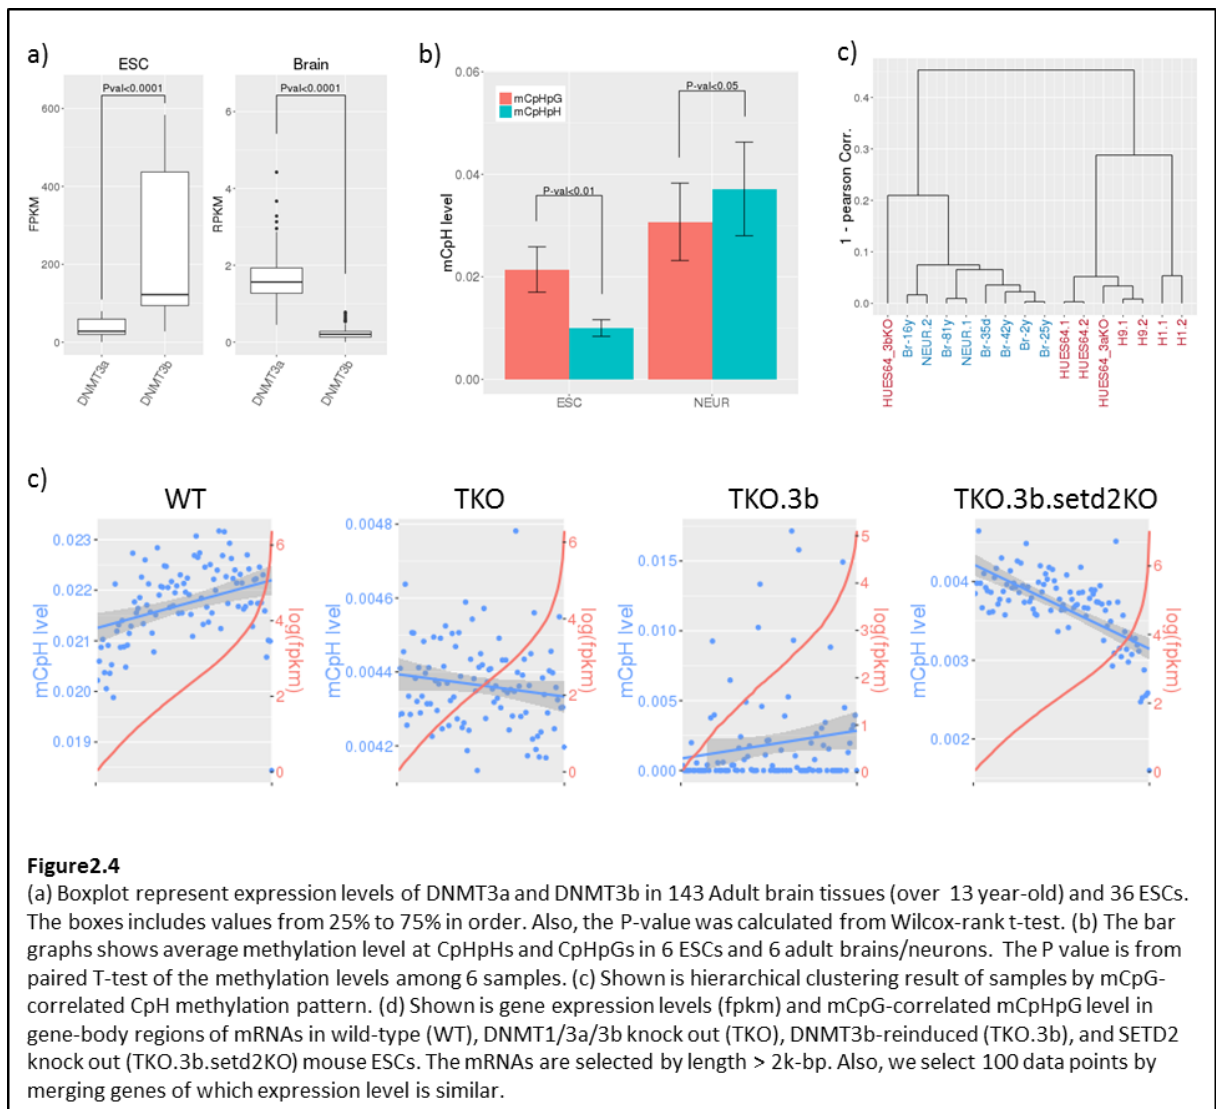 a)
ESC
Brain
Pval<0.0001
Pval<0.0001
600
400
200
0
FPKM
6
4
2
0
RPKM
DNMT3a
DNMT3b
DNMT3a
DNMT3b
b)
0.06
0.04
0.02
0.00
mCpH level
mCpHpG
mCpHpH
P-val<0.01
P-val<0.05
ESC
NEUR
c)
0.4
0.3
0.2
0.1
0.0
1 - pearson Corr.
HUES64_3bKO
Br-16y
NEUR.2
Br-81y
NEUR.1
Br-35d
Br-42y
Br-2y
Br-25y
HUES64.1
HUES64.2
HUES64_3aKO
H9.1
H9.2
H1.1
H1.2
c)
WT
0.023
0.022
0.021
0.020
0.019
mCpH lvel
6
4
2
0
log(fpkm)
TKO
0.0048
0.0046
0.0044
0.0042
mCpH lvel
6
4
2
0
log(fpkm)
TKO.3b
0.015
0.010
0.005
0.000
mCpH lvel
5
4
3
2
1
0
log(fpkm)
TKO.3b.setd2KO
0.004
0.003
0.002
mCpH lvel
6
4
2
0
log(fpkm)
Figure2.4
(a) Boxplot represent expression levels of DNMT3a and DNMT3b in 143 Adult brain tissues (over 13 year-old) and 36 ESCs.
The boxes includes values from 25% to 75% in order. Also, the P-value was calculated from Wilcox-rank t-test. (b) The bar
graphs shows average methylation level at CpHpHs and CpHpGs in 6 ESCs and 6 adult brains/neurons. The P value is from
paired T-test of the methylation levels among 6 samples. (c) Shown is hierarchical clustering result of samples by mCpG-
correlated CpH methylation pattern. (d) Shown is gene expression levels (fpkm) and mCpG-correlated mCpHpG level in
gene-body regions of mRNAs in wild-type (WT), DNMT1/3a/3b knock out (TKO), DNMT3b-reinduced (TKO.3b), and SETD2
knock out (TKO.3b.setd2KO) mouse ESCs. The mRNAs are selected by length > 2k-bp. Also, we select 100 data points by
merging genes of which expression level is similar.